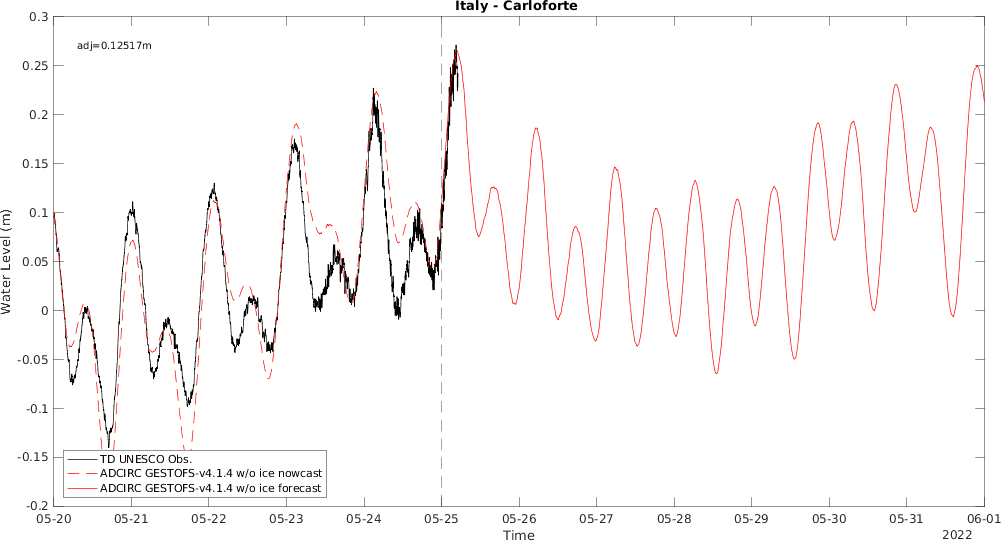 Italy - Carloforte
adj=0.12517m
Water Level (m)
0.3
0.25
0.2
0.15
0.1
0.05
0
-0.05
-0.1
-0.15
-0.2
TD UNESCO Obs.
ADCIRC GESTOFS-v4.1.4 w/o ice nowcast
ADCIRC GESTOFS-v4.1.4 w/o ice forecast
05-20 05-21 05-22 05-23 05-24 05-25 05-26 05-27 05-28 05-29 05-30 05-31 06-01
Time
2022